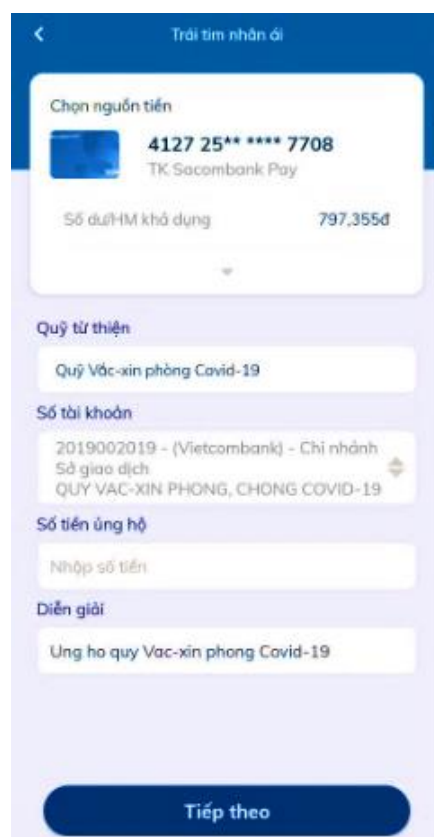 Trái tim nhân ái
Chọn nguồn tiền
4127 25** **** 7708
TK Sacombank Pay
Số dư/HM khả dụng 797,355đ
Quỹ từ thiện
Quỹ Vắc-xin phòng Covid-19
Số tài khoản
2019002019 - (Vietcombank) - Chi nhánh
Sở giao dịch
QUY VAC-XIN PHONG, CHONG COVID-19
Số tiền ủng hộ
Nhập số tiền
Diễn giải
Ung ho quy Vac-xin phong Covid-19
Tiếp theo